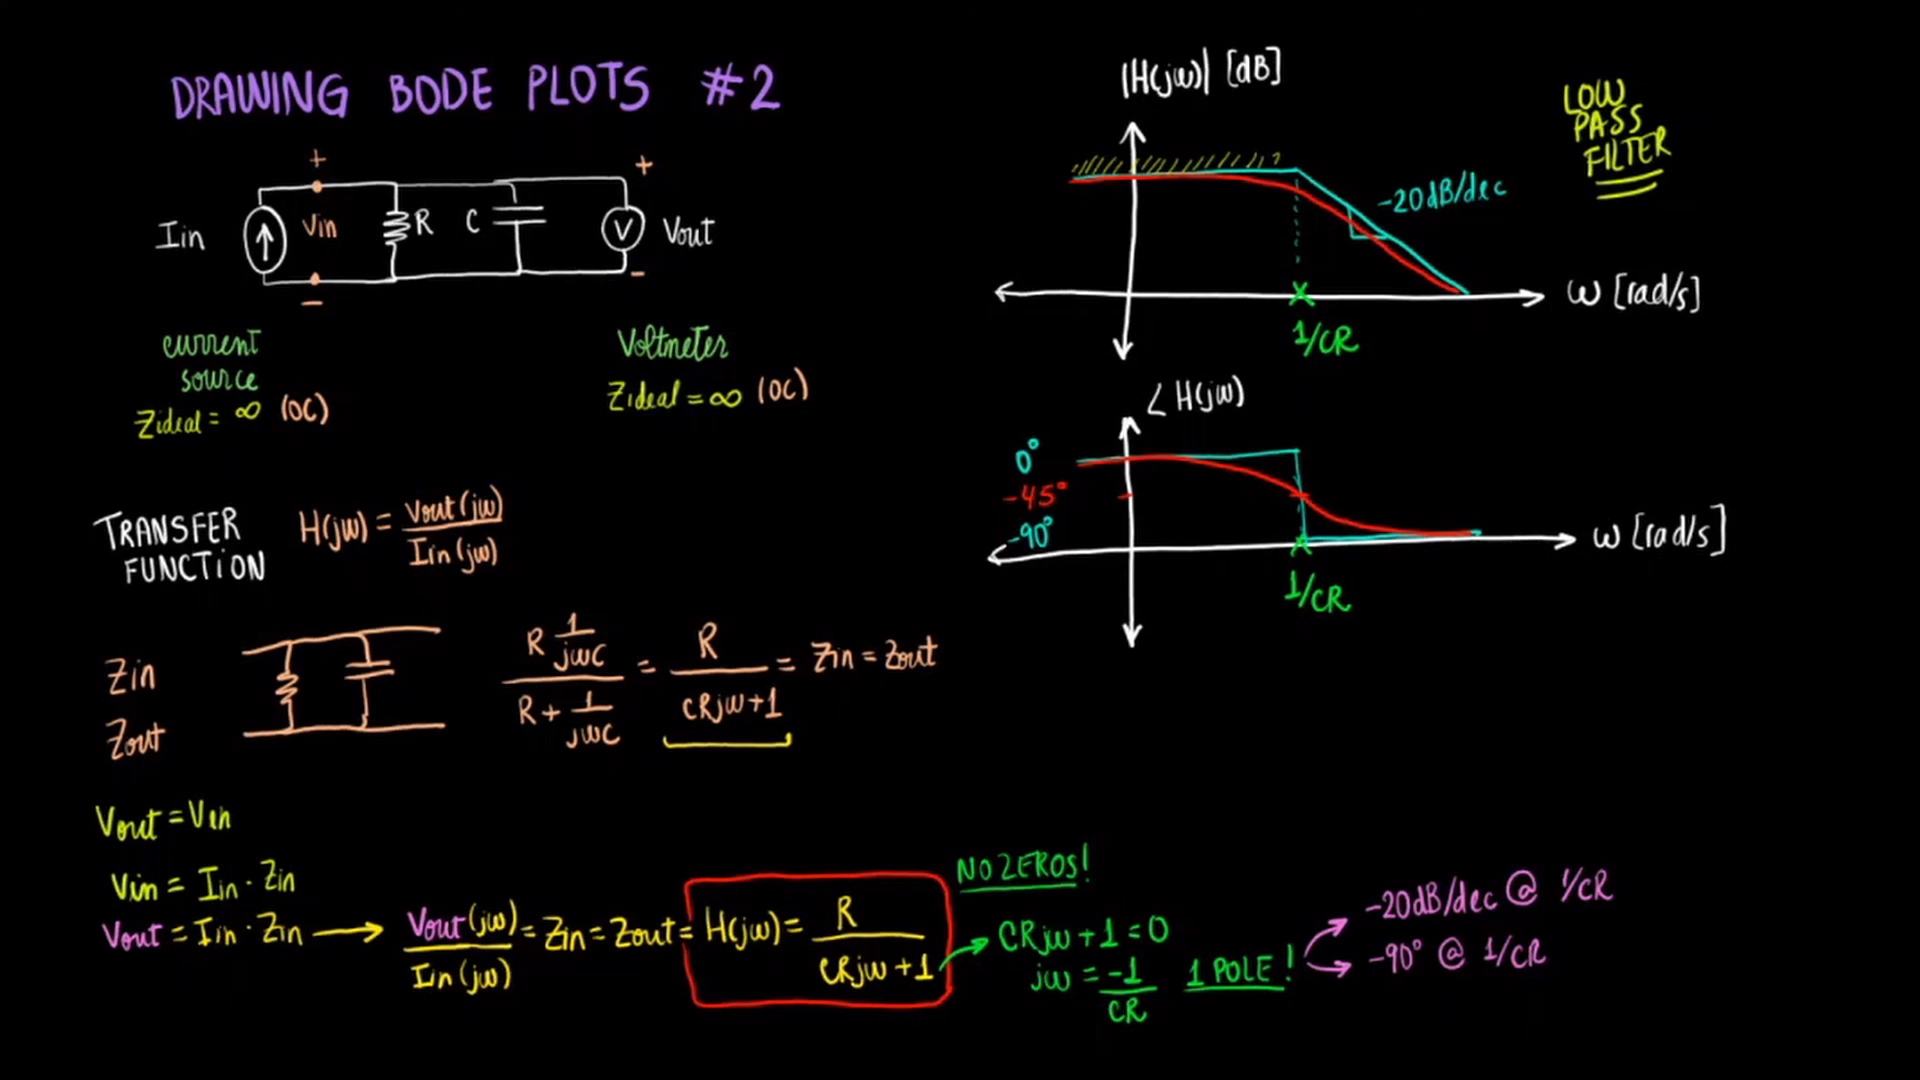 DRAWING BODE PLOTS #2
+
+
Iin
Vin
R
C
V
Vout
-
-
current
source
Zideal = ∞ (OC)
Voltmeter
Zideal = ∞ (OC)
TRANSFER
FUNCTION
H(jω) = Vout(jω) / Iin(jω)
Zin
Zout
R 1/jωC / R + 1/jωC = R / CRjω+1 = Zin = Zout
Vout = Vin
Vin = Iin · Zin
Vout = Iin · Zin → Vout(jω) / Iin(jω) = Zin = Zout = H(jω) = R / CRjω+1
NO ZEROS!
CRjω+1 = 0
jω = -1/CR
1 POLE!
-20dB/dec @ 1/CR
-90° @ 1/CR
|H(jω)| [dB]
LOW
PASS
FILTER
-20dB/dec
ω [rad/s]
1/CR
∠ H(jω)
0°
-45°
-90°
ω [rad/s]
1/CR